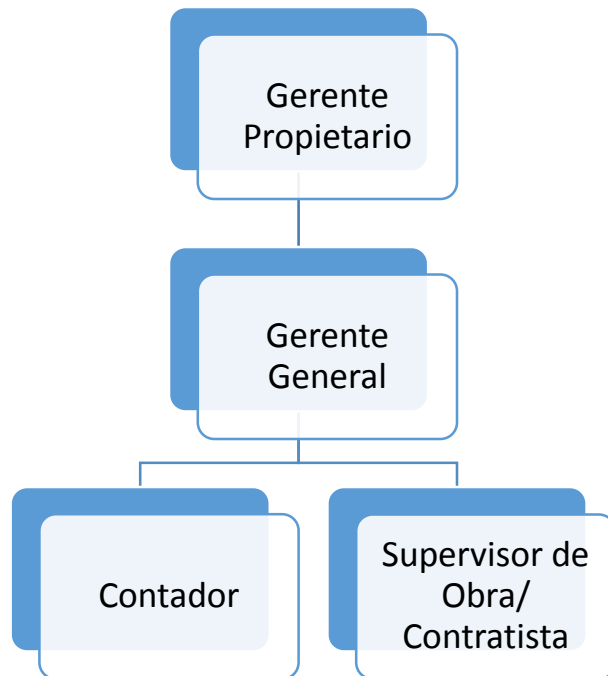 Gerente
Propietario
Gerente
General
Contador
Supervisor de
Obra/
Contratista